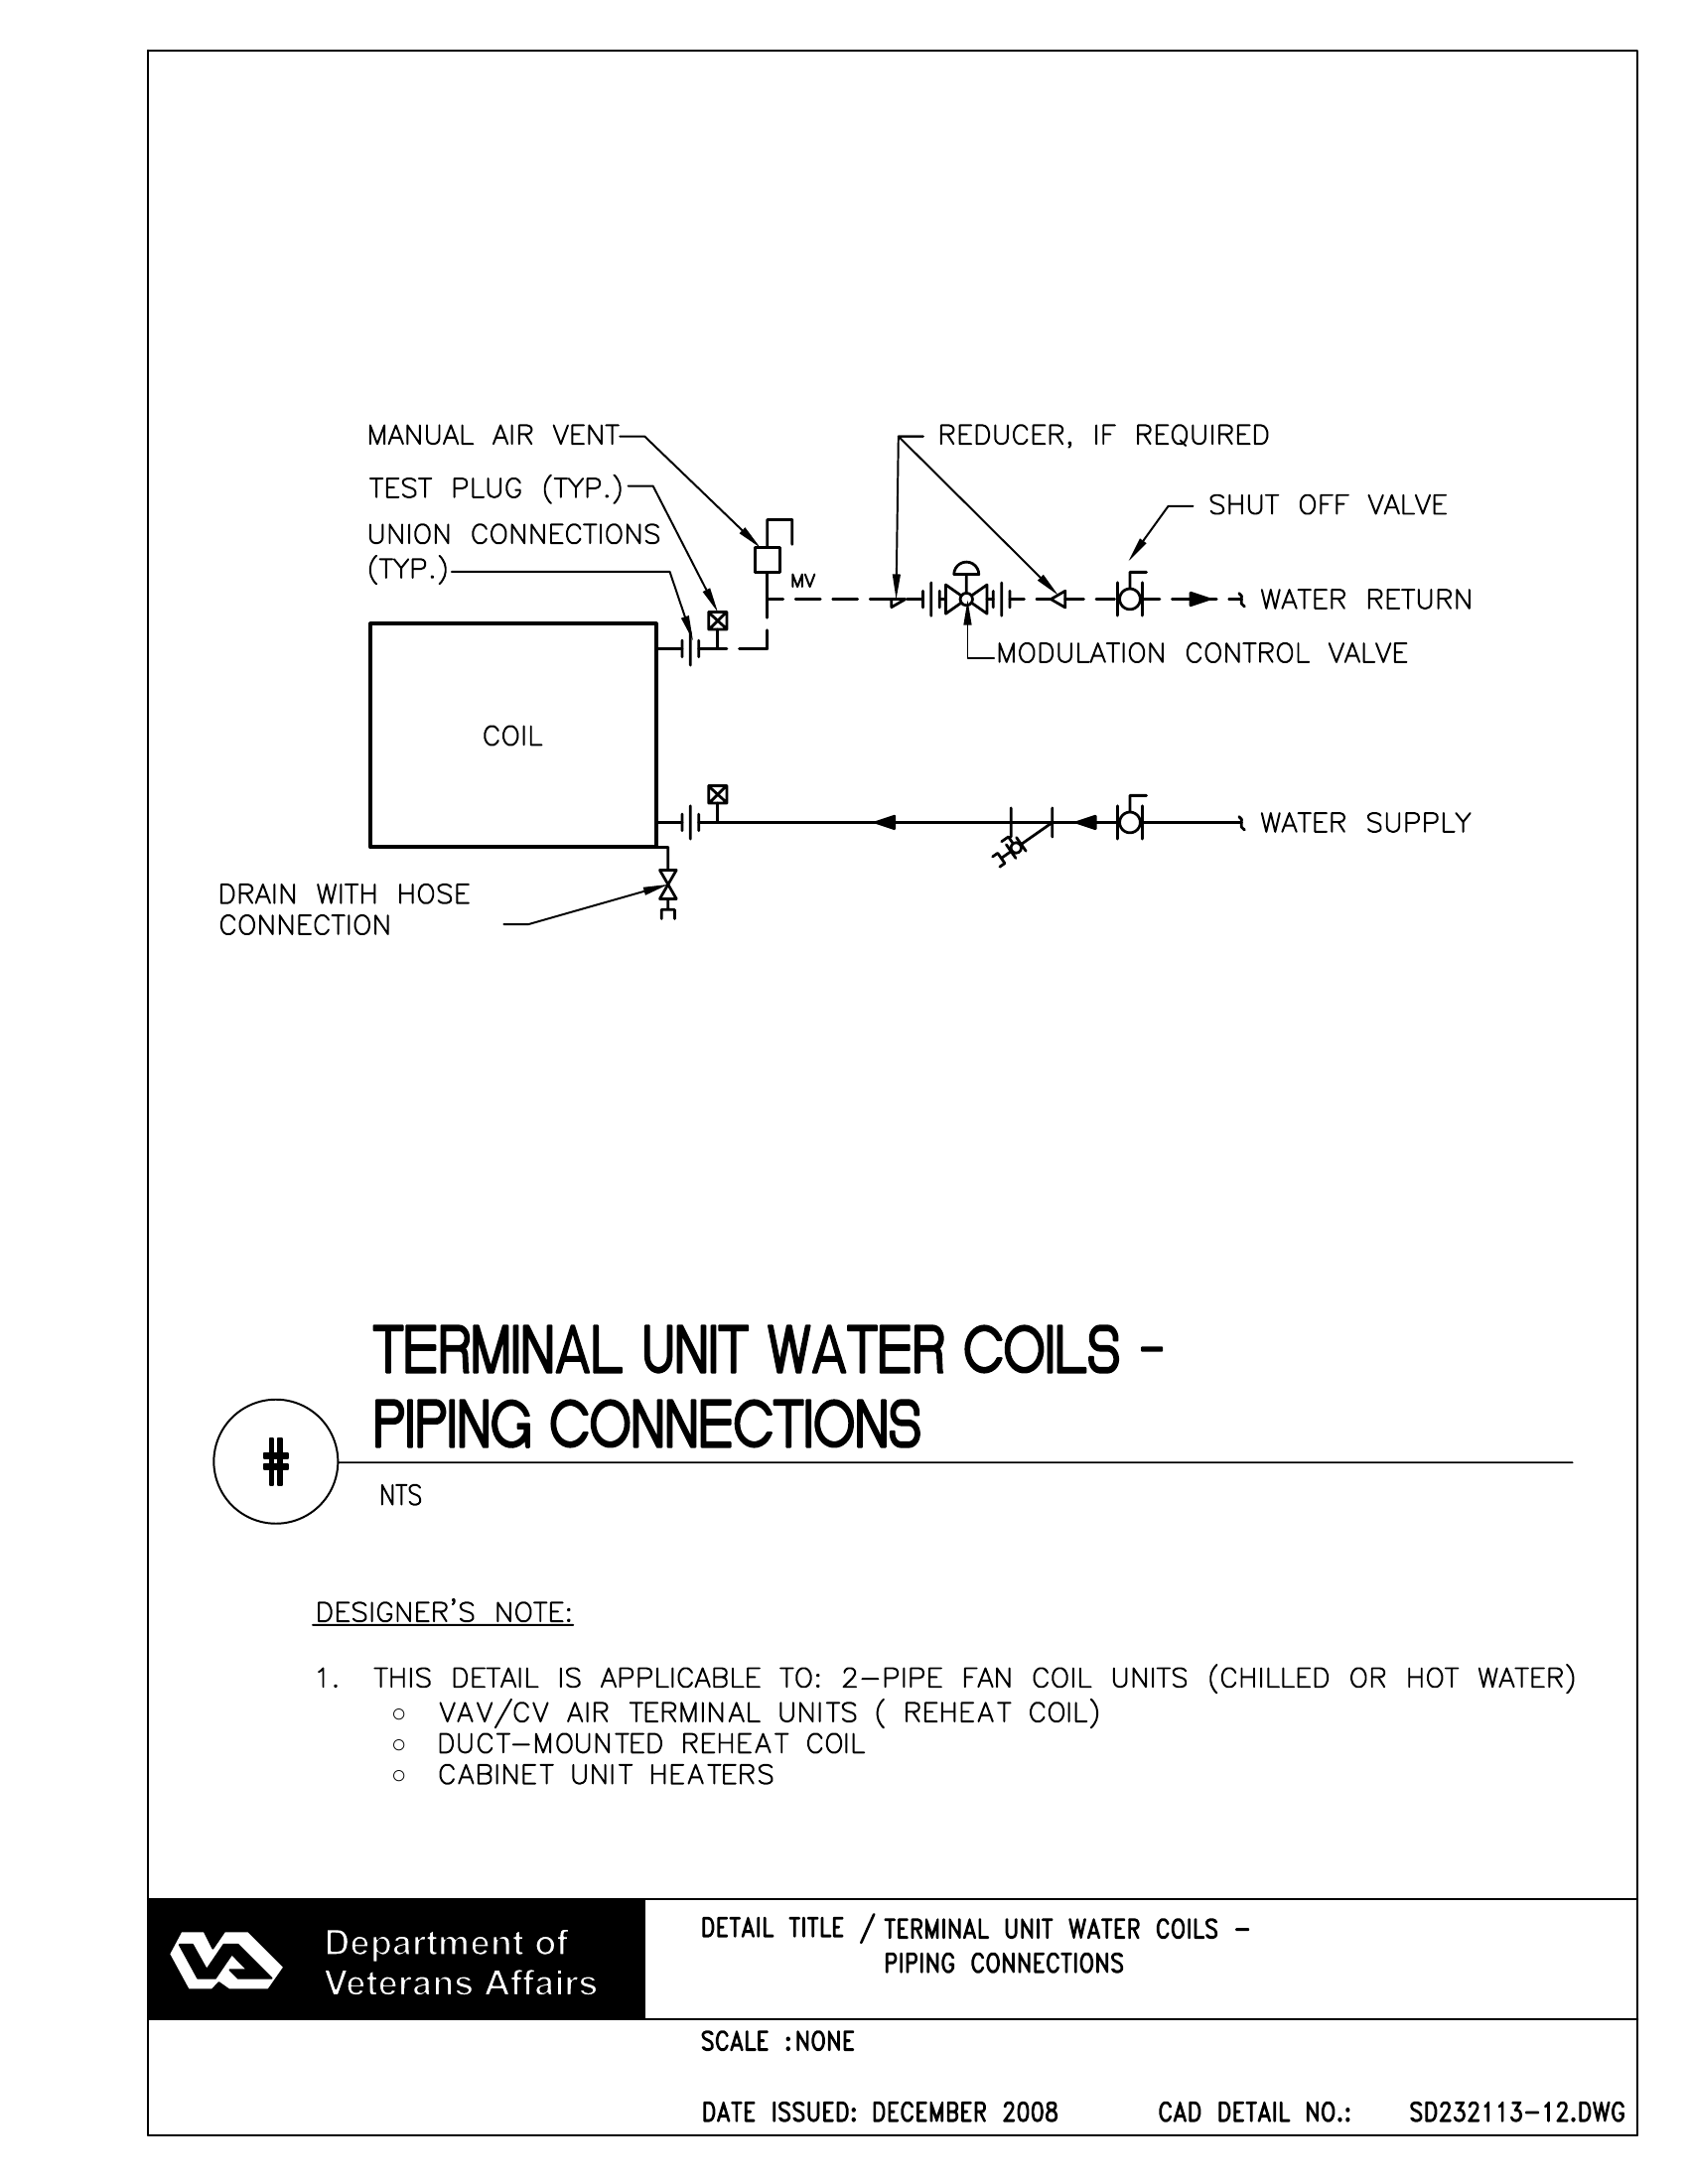 MANUAL AIR VENT
REDUCER, IF REQUIRED
TEST PLUG (TYP.)
SHUT OFF VALVE
UNION CONNECTIONS
(TYP.)
MV
WATER RETURN
MODULATION CONTROL VALVE
COIL
WATER SUPPLY
DRAIN WITH HOSE
CONNECTION
TERMINAL UNIT WATER COILS -
PIPING CONNECTIONS
#
NTS
DESIGNER'S NOTE:
1. THIS DETAIL IS APPLICABLE TO: 2-PIPE FAN COIL UNITS (CHILLED OR HOT WATER)
○ VAV/CV AIR TERMINAL UNITS ( REHEAT COIL)
○ DUCT-MOUNTED REHEAT COIL
○ CABINET UNIT HEATERS
VA
Department of
Veterans Affairs
DETAIL TITLE / TERMINAL UNIT WATER COILS -
PIPING CONNECTIONS
SCALE :NONE
DATE ISSUED: DECEMBER 2008 CAD DETAIL NO.: SD232113-12.DWG